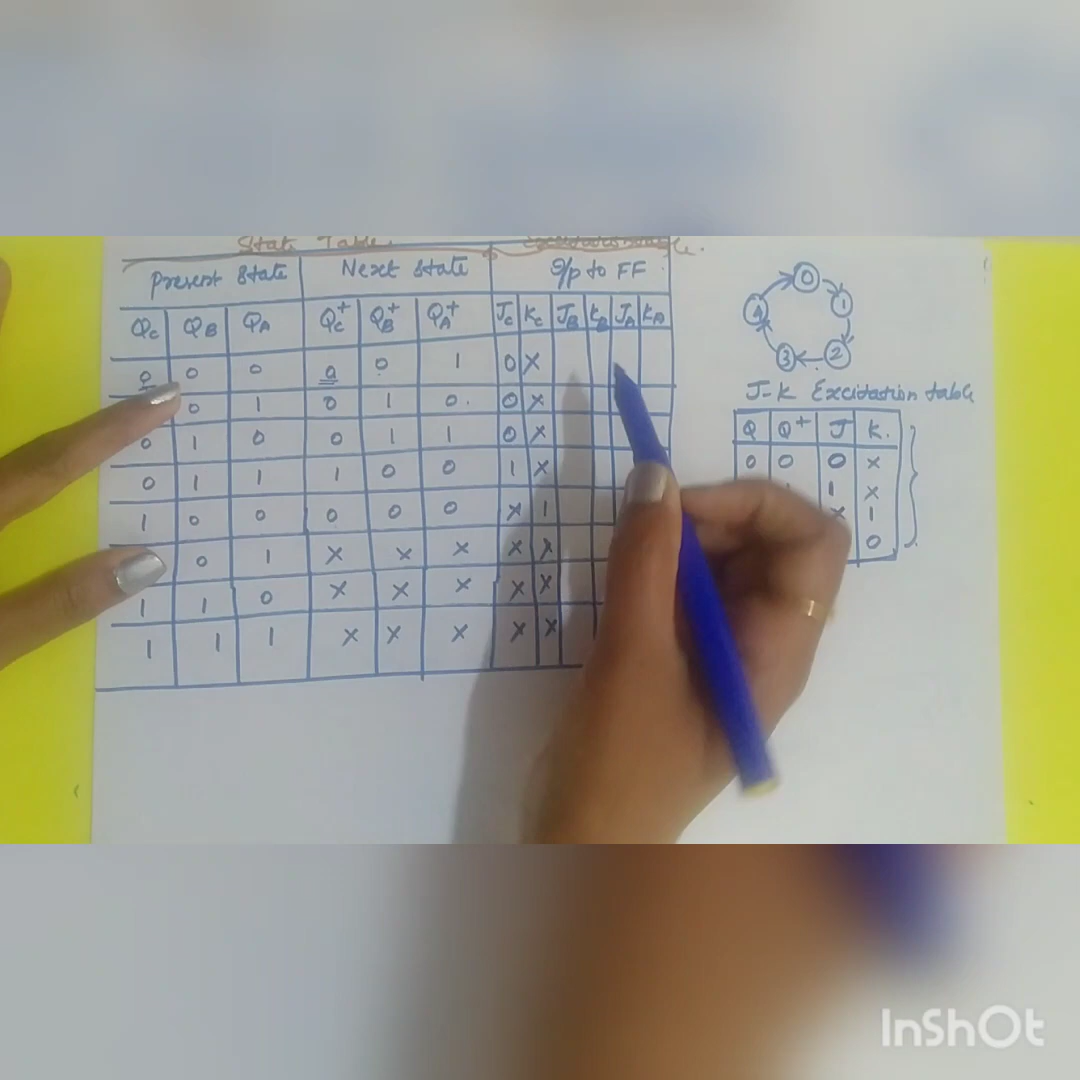 State Table
Present State Next State I/p to FF
QC QB QA QC+ QB+ QA+ JC KC JB KB JA KA
0 0 0 0 0 1 0 X
0 1 0 1 0 0 X
0 1 0 0 1 1 0 X
0 1 1 1 0 0 1 X
1 0 0 0 0 0 X 1
0 1 X X X X X
1 1 0 X X X X X
1 1 1 X X X X X
0 1 2 3 4
J-K Excitation table
Q Q+ J K
0 0 0 X
1 1 X
X 1
0
InShOt